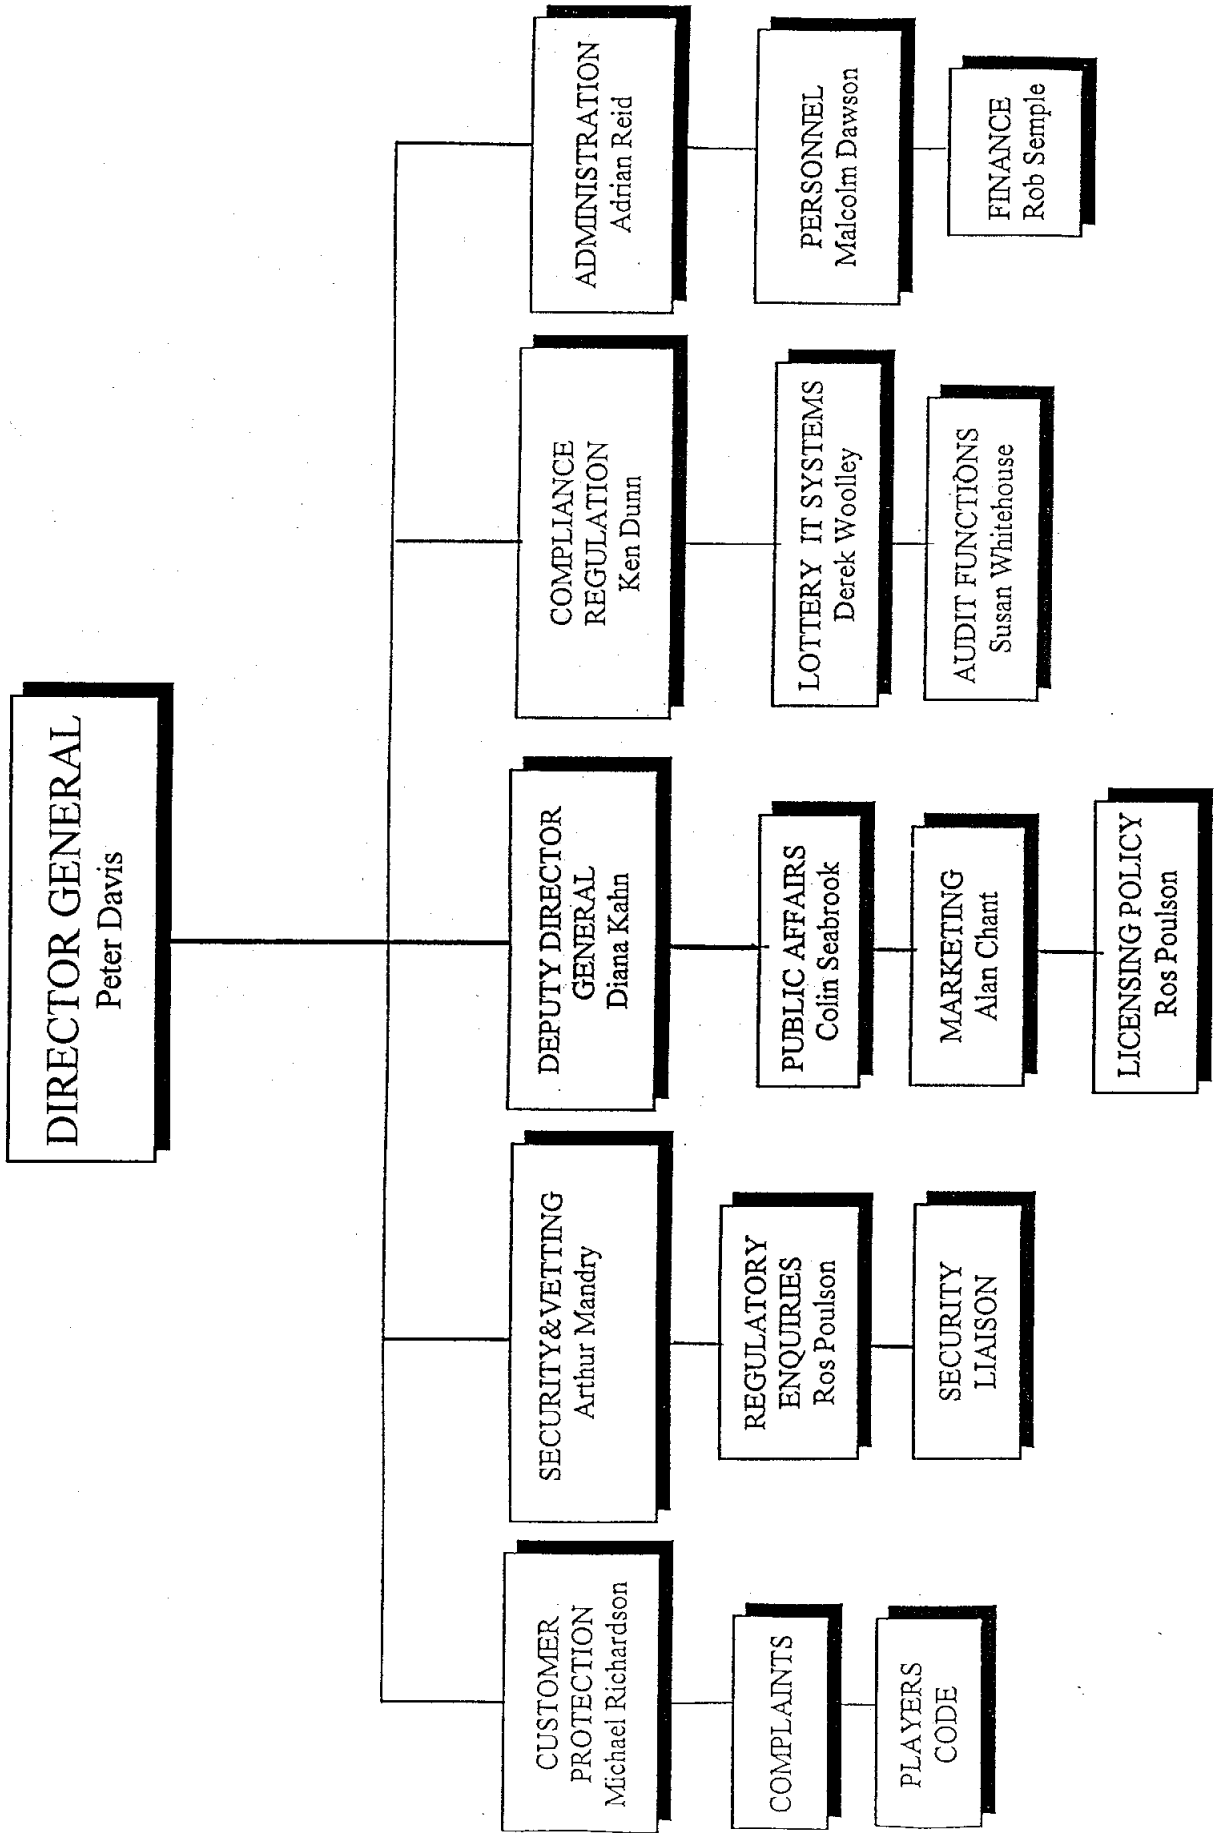 DIRECTOR GENERAL
Peter Davis
CUSTOMER
PROTECTION
Michael Richardson
COMPLAINTS
PLAYERS
CODE
SECURITY&VETTING
Arthur Mandry
REGULATORY
ENQUIRIES
Ros Poulson
SECURITY
LIAISON
DEPUTY DIRECTOR
GENERAL
Diana Kahn
PUBLIC AFFAIRS
Colin Seabrook
MARKETING
Alan Chant
LICENSING POLICY
Ros Poulson
COMPLIANCE
REGULATION
Ken Dunn
LOTTERY IT SYSTEMS
Derek Woolley
AUDIT FUNCTIONS
Susan Whitehouse
ADMINISTRATION
Adrian Reid
PERSONNEL
Malcolm Dawson
FINANCE
Rob Semple